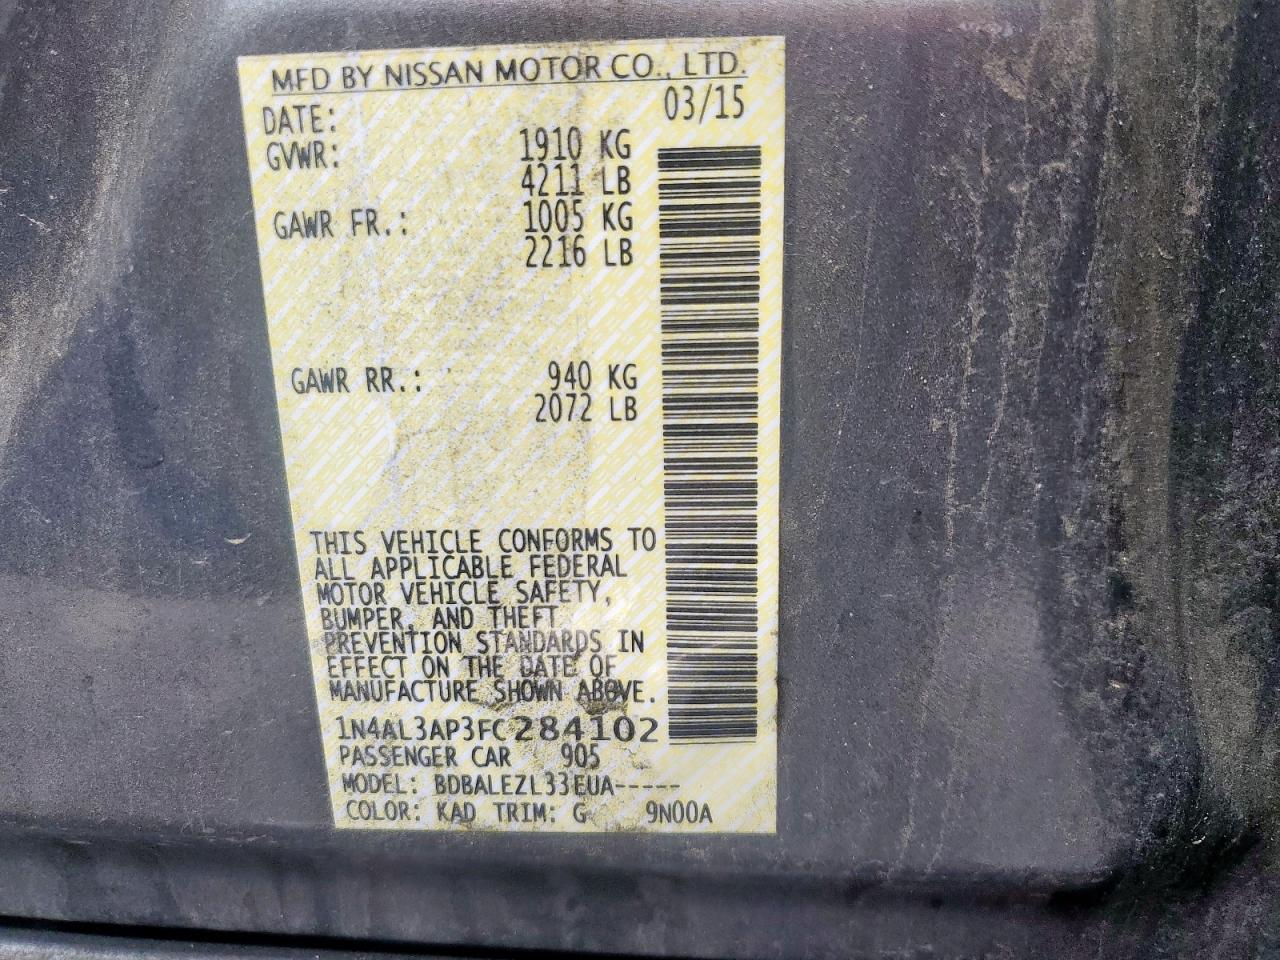 MFD BY NISSAN MOTOR CO., LTD.
DATE: 03/15
GVWR: 1910 KG
4211 LB
GAWR FR.: 1005 KG
2216 LB
GAWR RR.: 940 KG
2072 LB
THIS VEHICLE CONFORMS TO
ALL APPLICABLE FEDERAL
MOTOR VEHICLE SAFETY,
BUMPER, AND THEFT
PREVENTION STANDARDS IN
EFFECT ON THE DATE OF
MANUFACTURE SHOWN ABOVE.
1N4AL3AP3FC284102
PASSENGER CAR 905
MODEL: BDBALEZL33EUA-----
COLOR: KAD TRIM: G 9N00A